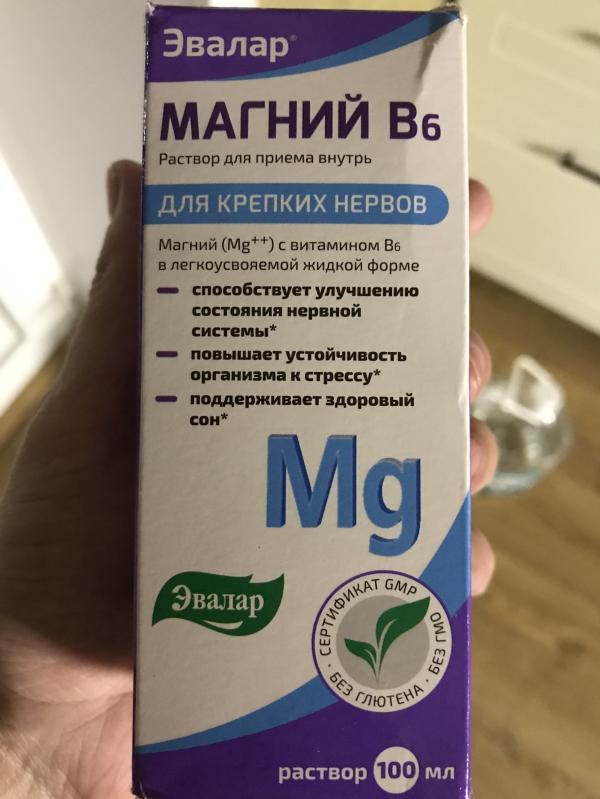 Эвалар®
МАГНИЙ B6
Раствор для приема внутрь
ДЛЯ КРЕПКИХ НЕРВОВ
Магний (Mg++) с витамином B6
в легкоусвояемой жидкой форме
– способствует улучшению
состояния нервной
системы*
– повышает устойчивость
организма к стрессу*
– поддерживает здоровый
сон*
Mg
Эвалар
СЕРТИФИКАТ GMP · БЕЗ ГМО · БЕЗ ГЛЮТЕНА ·
раствор 100 мл